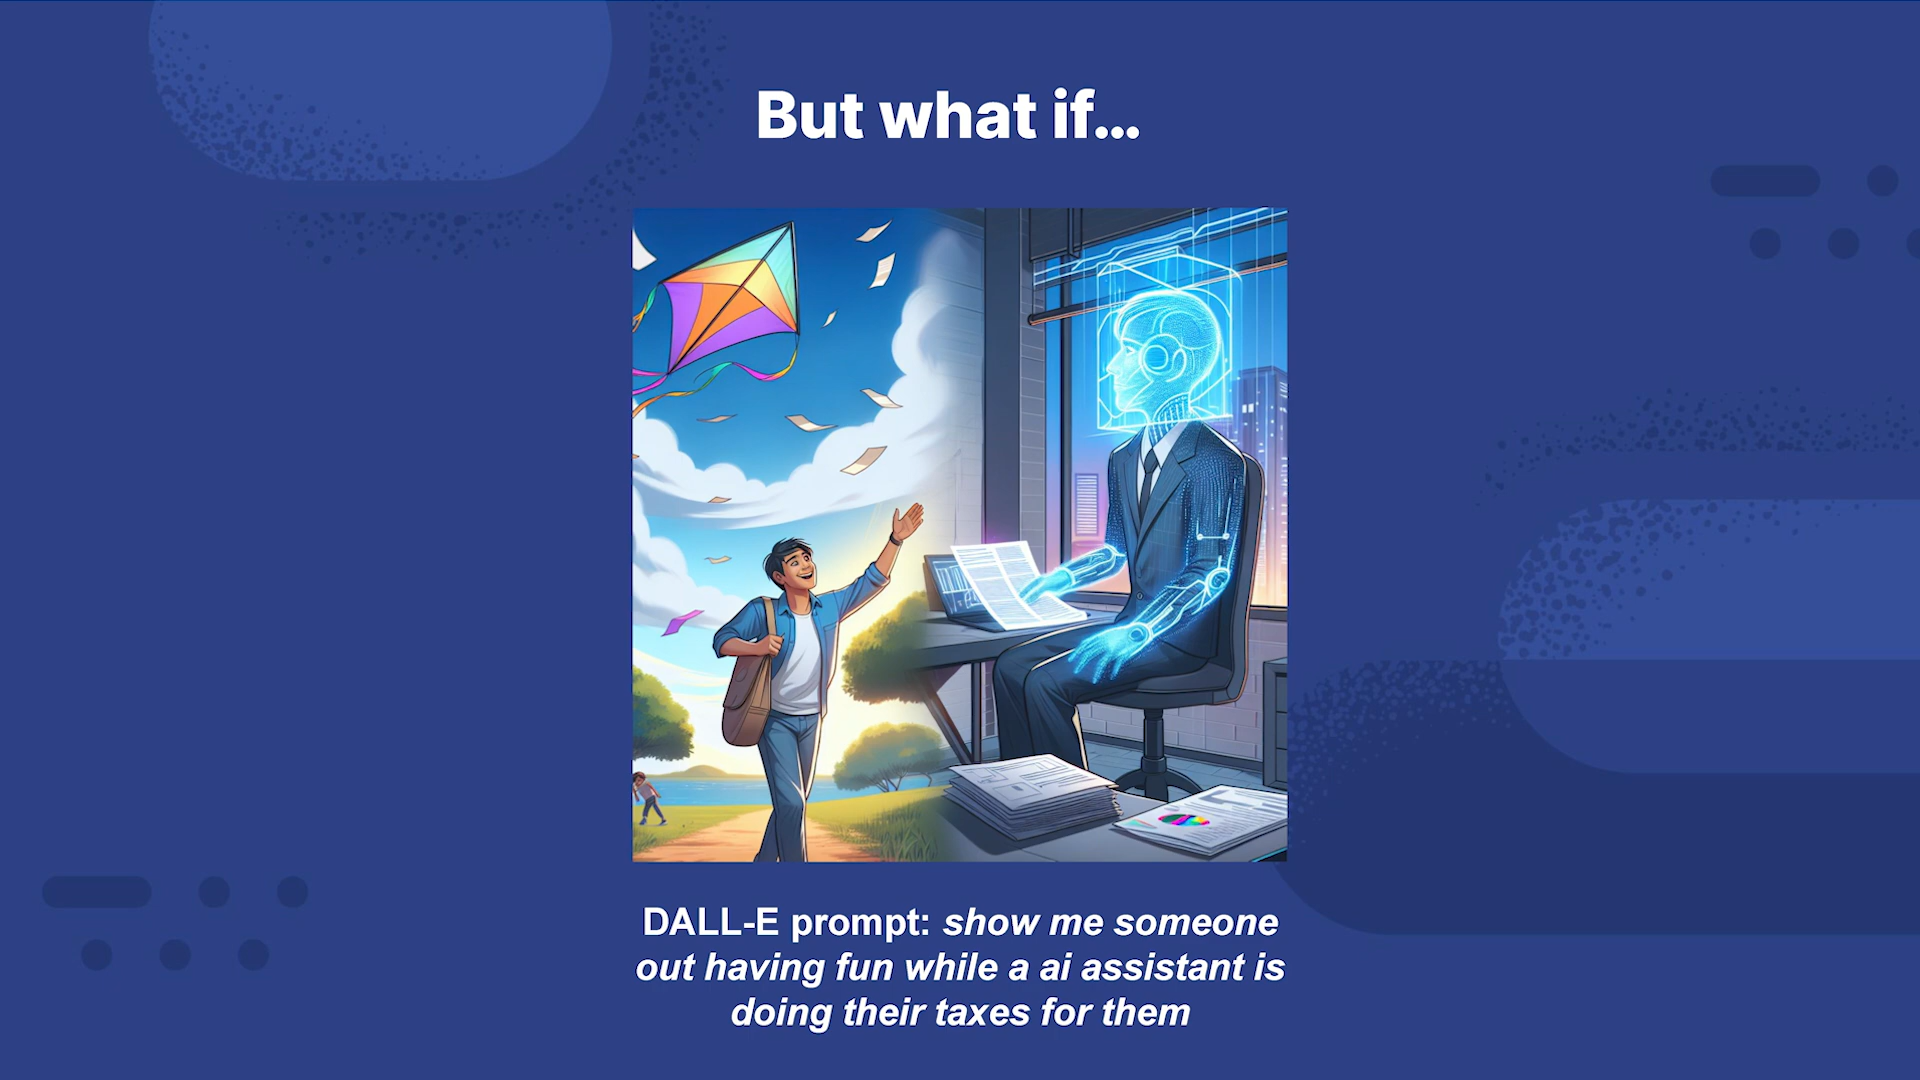 But what if...
DALL-E prompt: show me someone
out having fun while a ai assistant is
doing their taxes for them